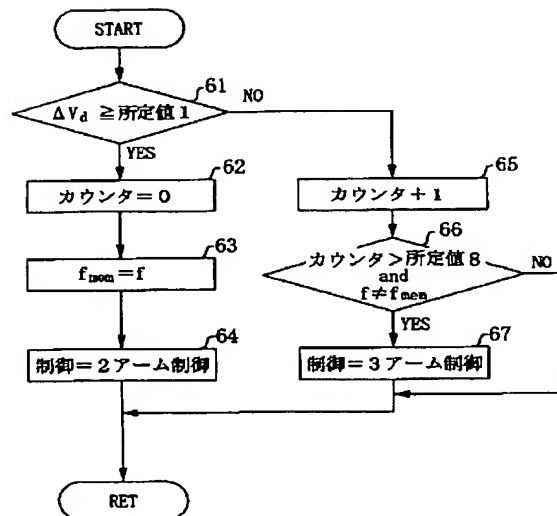 START
61
ΔVd ≧所定値1
NO
YES
62
カウンタ=0
65
カウンタ+1
63
fmem=f
66
カウンタ>所定値8
and
f≠fmem
NO
YES
64
制御=2アーム制御
67
制御=3アーム制御
RET